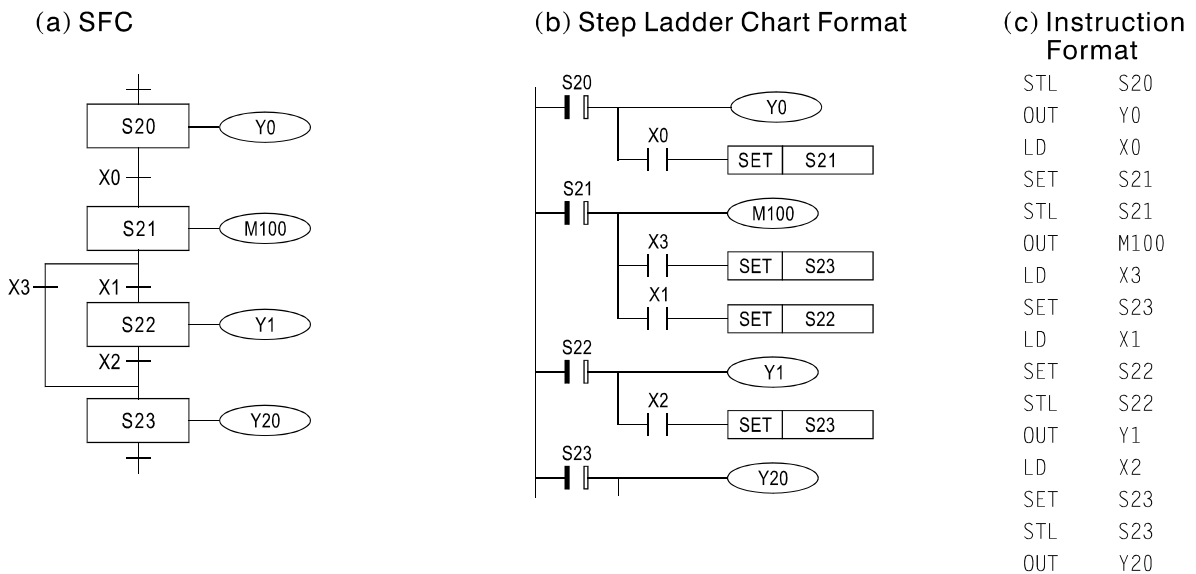 (a) SFC
S20 Y0
X0
S21 M100
X3 X1
S22 Y1
X2
S23 Y20
(b) Step Ladder Chart Format
S20
Y0
X0
SET S21
S21
M100
X3
SET S23
X1
SET S22
S22
Y1
X2
SET S23
S23
Y20
(c) Instruction
Format
STL S20
OUT Y0
LD X0
SET S21
STL S21
OUT M100
LD X3
SET S23
LD X1
SET S22
STL S22
OUT Y1
LD X2
SET S23
STL S23
OUT Y20